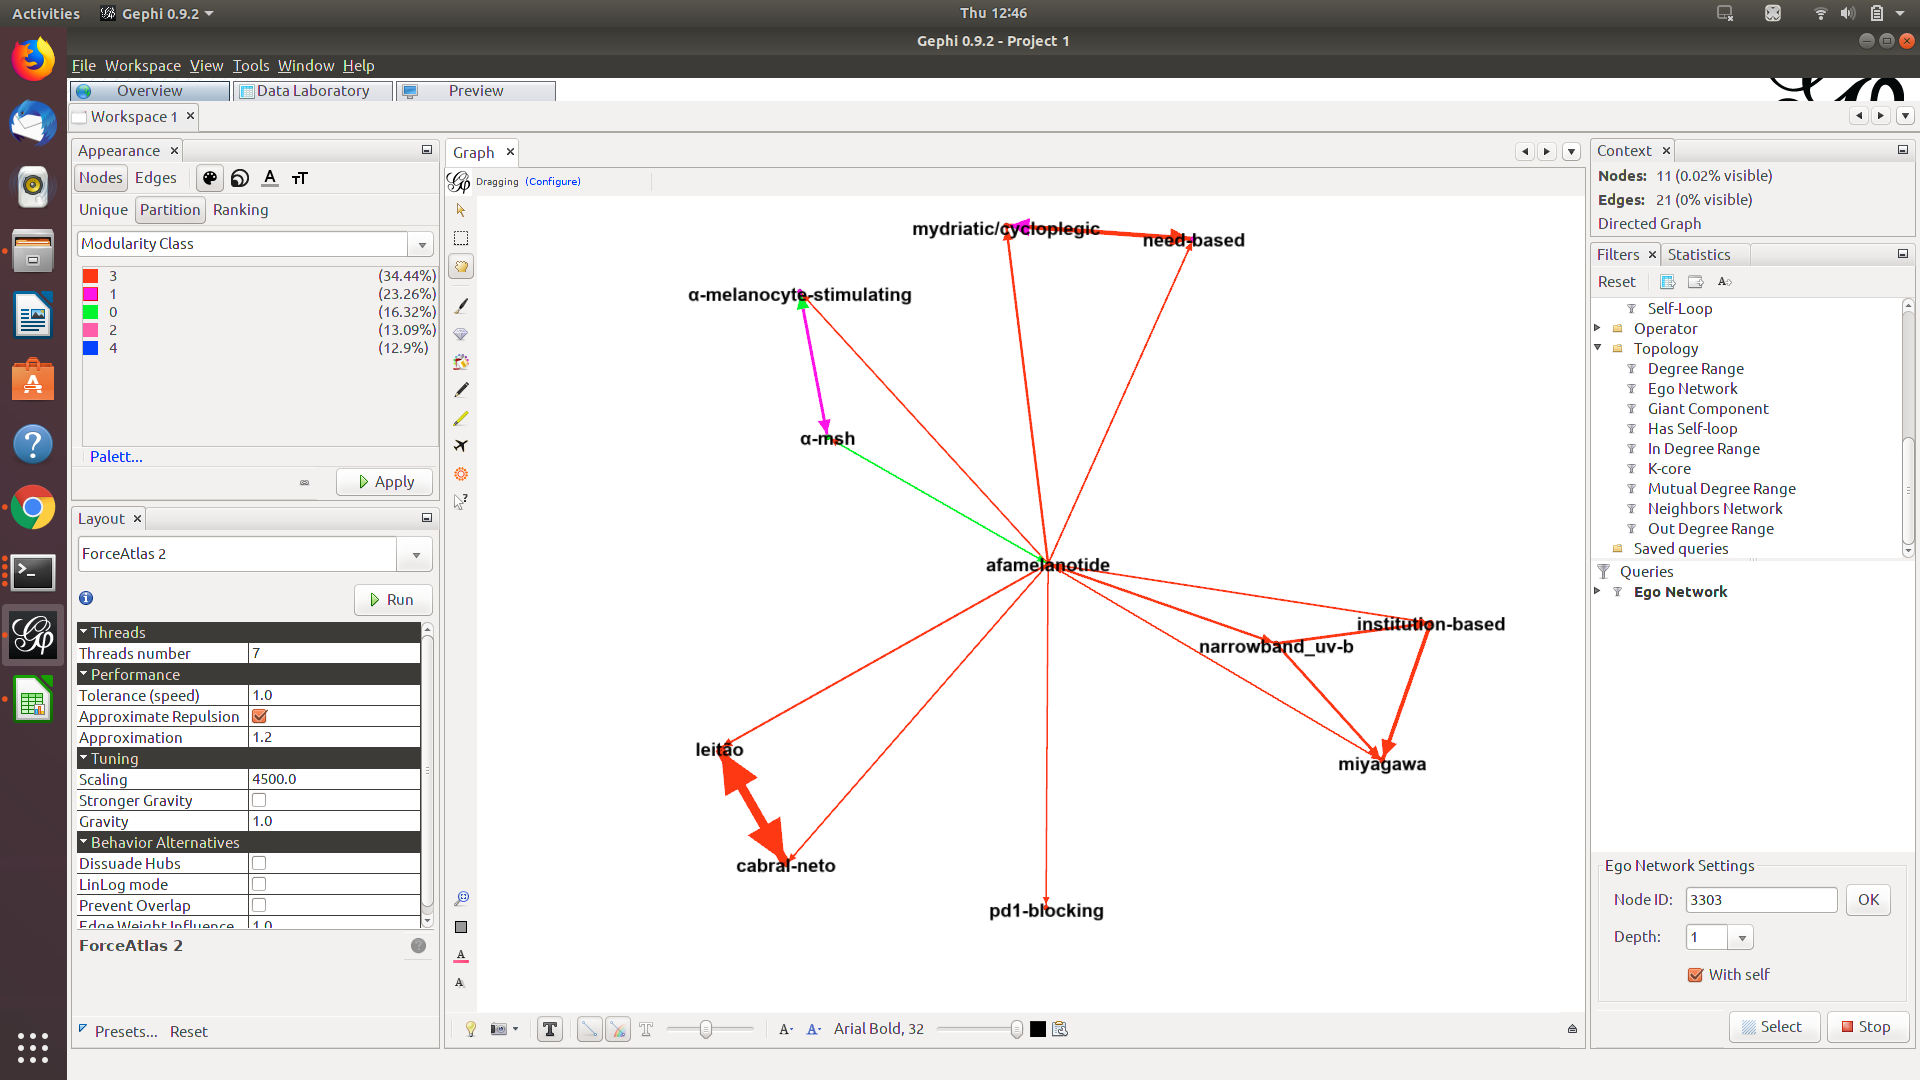 Activities
Gephi 0.9.2
Thu 12:46
Gephi 0.9.2 - Project 1
File Workspace View Tools Window Help
Overview
Data Laboratory
Preview
Workspace 1
Appearance
Nodes Edges
Unique Partition Ranking
Modularity Class
3 (34.44%)
1 (23.26%)
0 (16.32%)
2 (13.09%)
4 (12.9%)
Palett...
Apply
Layout
ForceAtlas 2
Run
Threads
Threads number 7
Performance
Tolerance (speed) 1.0
Approximate Repulsion
Approximation 1.2
Tuning
Scaling 4500.0
Stronger Gravity
Gravity 1.0
Behavior Alternatives
Dissuade Hubs
LinLog mode
Prevent Overlap
Edge Weight Influence 1.0
ForceAtlas 2
Presets... Reset
Graph
Dragging (Configure)
mydriatic/cycloplegic
need-based
α-melanocyte-stimulating
α-msh
afamelanotide
institution-based
narrowband_uv-b
leitão
miyagawa
cabral-neto
pd1-blocking
Arial Bold, 32
Context
Nodes: 11 (0.02% visible)
Edges: 21 (0% visible)
Directed Graph
Filters
Statistics
Reset
Self-Loop
Operator
Topology
Degree Range
Ego Network
Giant Component
Has Self-loop
In Degree Range
K-core
Mutual Degree Range
Neighbors Network
Out Degree Range
Saved queries
Queries
Ego Network
Ego Network Settings
Node ID: 3303 OK
Depth: 1
With self
Select
Stop